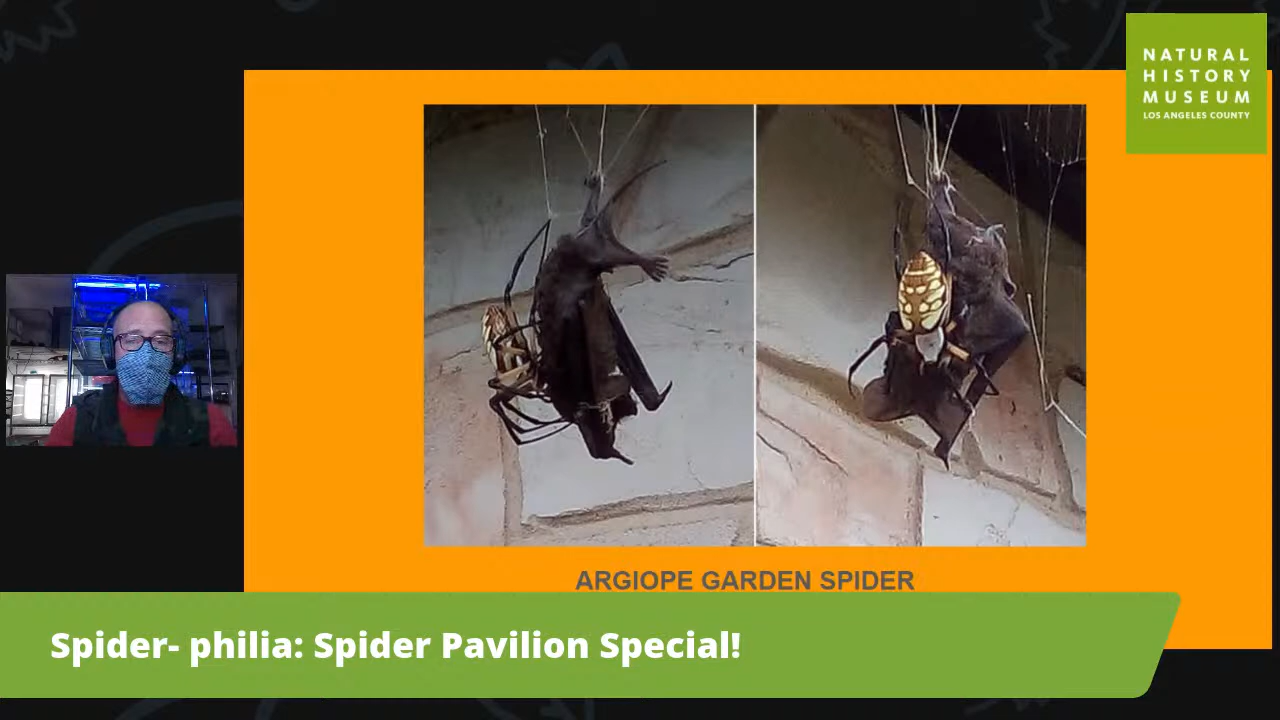 NATURAL
HISTORY
MUSEUM
LOS ANGELES COUNTY
ARGIOPE GARDEN SPIDER
Spider- philia: Spider Pavilion Special!